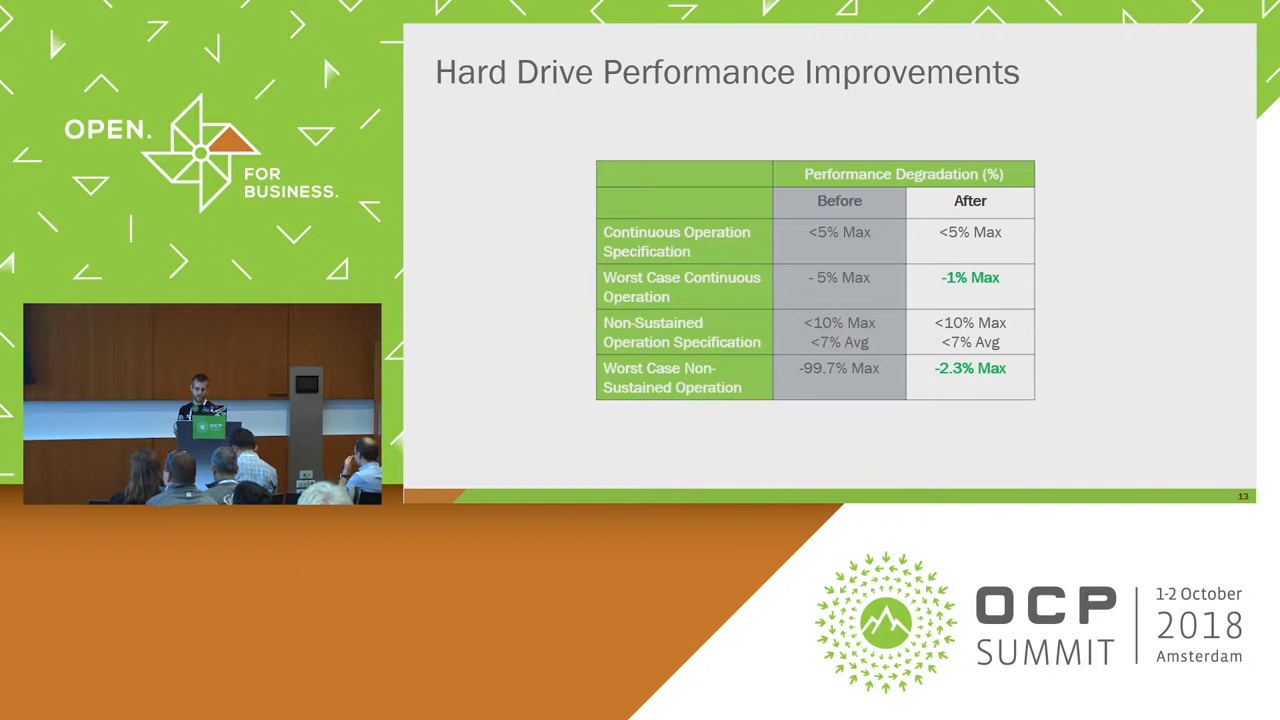 OPEN.
FOR
BUSINESS.
Hard Drive Performance Improvements
Performance Degradation (%)
Before
After
Continuous Operation
Specification
<5% Max
<5% Max
Worst Case Continuous
Operation
- 5% Max
-1% Max
Non-Sustained
Operation Specification
<10% Max
<7% Avg
<10% Max
<7% Avg
Worst Case Non-
Sustained Operation
-99.7% Max
-2.3% Max
13
OCP
OCP
SUMMIT
1-2 October
2018
Amsterdam